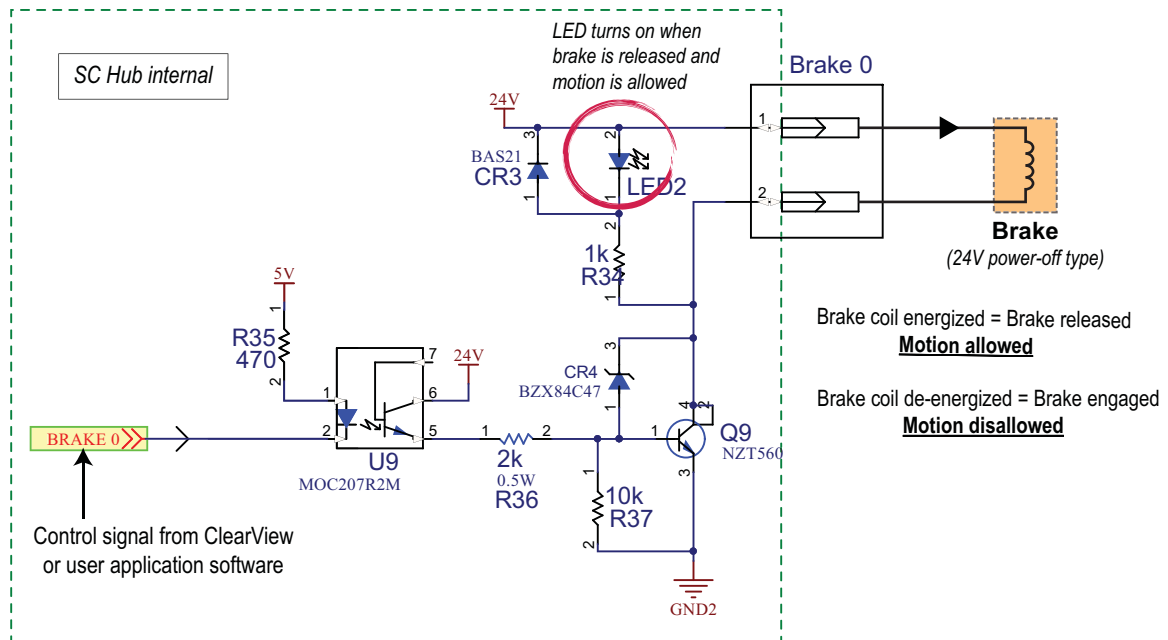 SC Hub internal
LED turns on when
brake is released and
motion is allowed
Brake 0
24V
3
2
1
BAS21
CR3
LED2
1
1
2
2
1k
R34
1
Brake
(24V power-off type)
5V
1
R35
470
2
7
24V
3
CR4
BZX84C47
1
Brake coil energized = Brake released
Motion allowed
Brake coil de-energized = Brake engaged
Motion disallowed
1
6
4
2
BRAKE 0
2
5
1
2
1
Q9
NZT560
U9
MOC207R2M
2k
0.5W
R36
1
10k
R37
2
3
Control signal from ClearView
or user application software
GND2